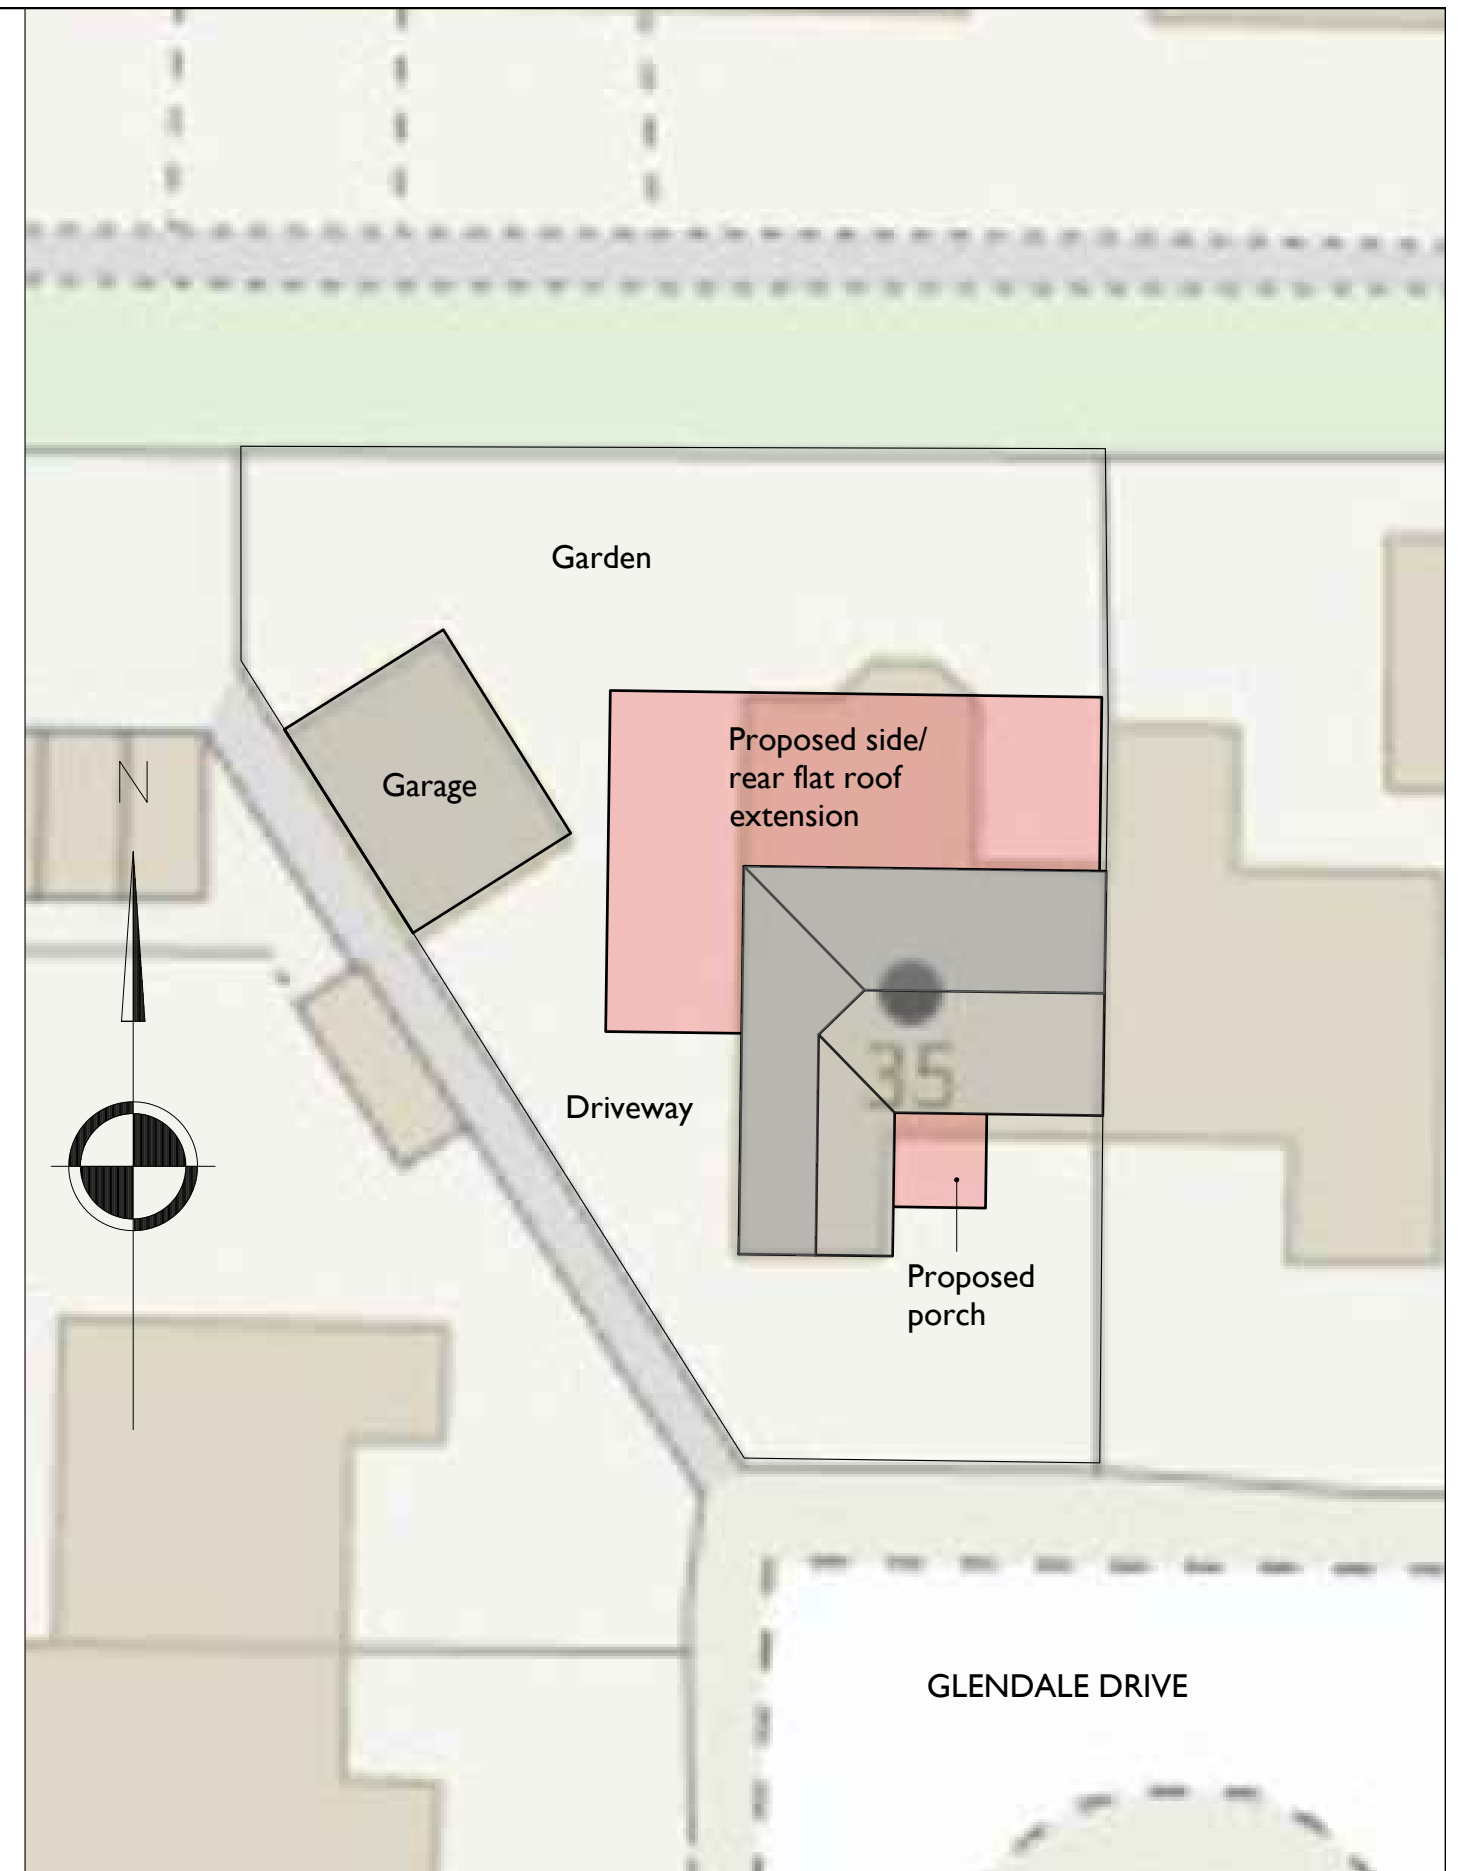 Garden
Proposed side/
rear flat roof
extension
Garage
N
35
Driveway
Proposed
porch
GLENDALE DRIVE